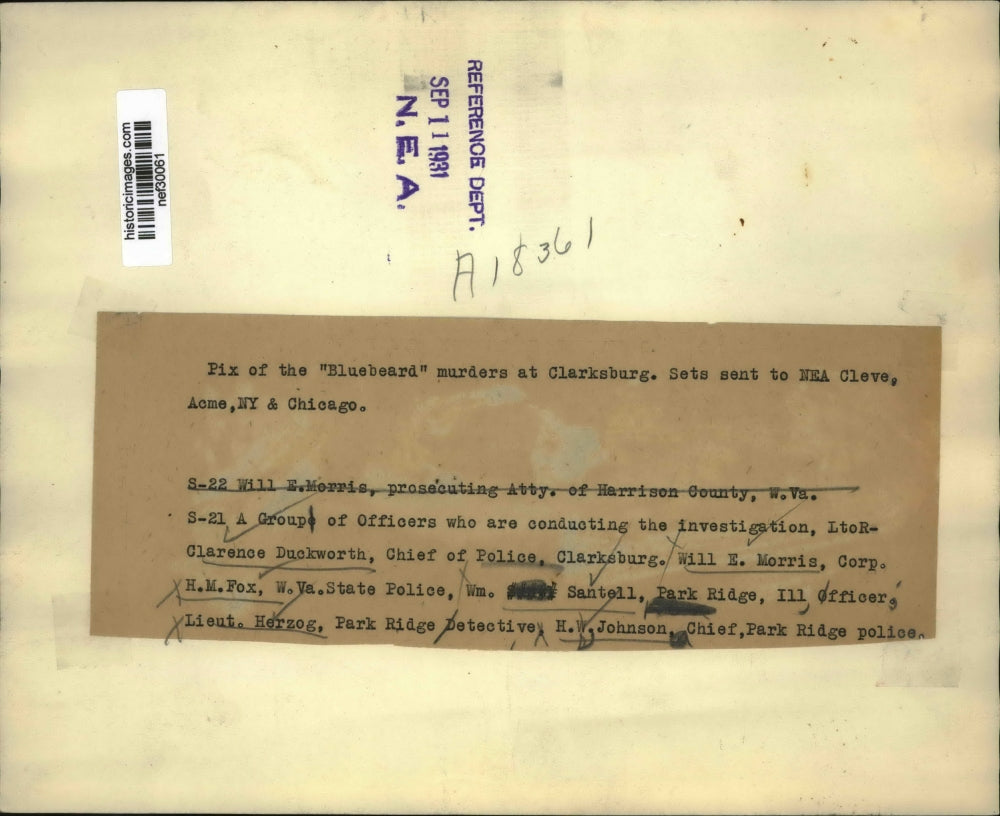 historicimages.com
nef30061
REFERENCE DEPT.
SEP 11 1931
N.E.A.
A18361
Pix of the "Bluebeard" murders at Clarksburg. Sets sent to NEA Cleve,
Acme,NY & Chicago.
S-22 Will E.Morris, prosecuting Atty. of Harrison County, W.Va.
S-21 A Group of Officers who are conducting the investigation, LtoR-
Clarence Duckworth, Chief of Police, Clarksburg. Will E. Morris, Corp.
H.M.Fox, W.Va.State Police, Wm. Santell, Park Ridge, Ill officer,
Lieut. Herzog, Park Ridge Detective, H.W.Johnson, Chief,Park Ridge police.